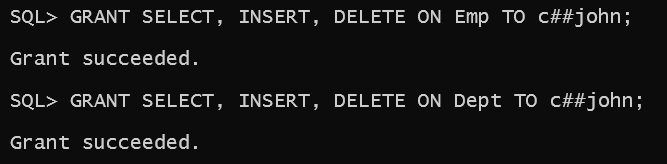 SQL> GRANT SELECT, INSERT, DELETE ON Emp TO c##john;
Grant succeeded.
SQL> GRANT SELECT, INSERT, DELETE ON Dept TO c##john;
Grant succeeded.